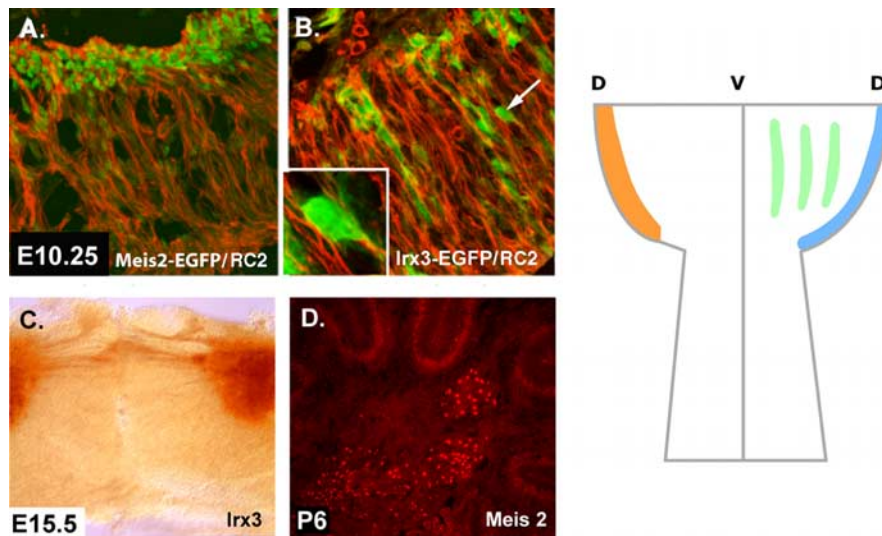 A.
E10.25
Meis2-EGFP/RC2
B.
Irx3-EGFP/RC2
C.
E15.5
Irx3
D.
P6
Meis 2
D V D